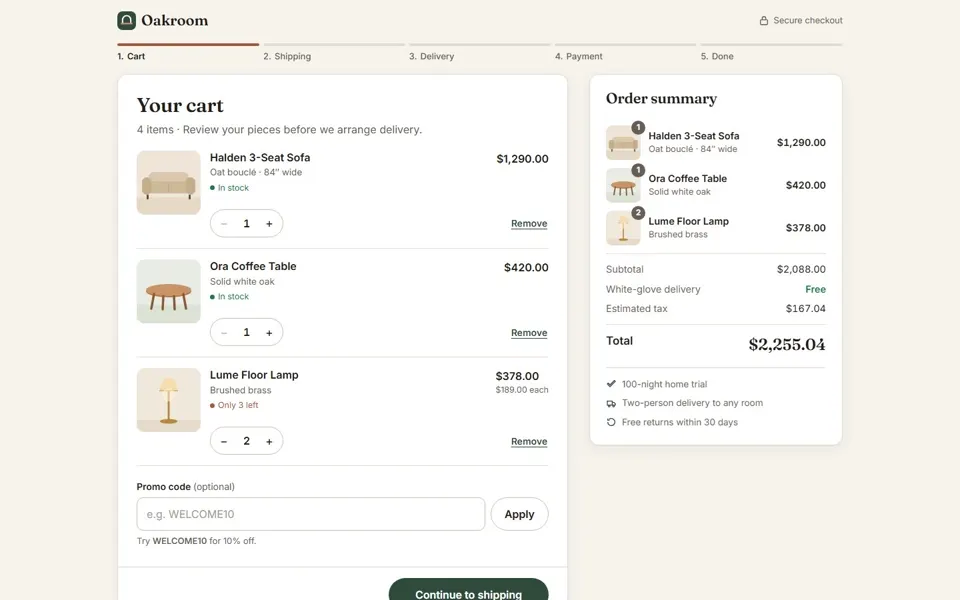 Oakroom
Secure checkout
1. Cart
2. Shipping
3. Delivery
4. Payment
5. Done
Your cart
4 items · Review your pieces before we arrange delivery.
Halden 3-Seat Sofa
$1,290.00
Oat bouclé · 84″ wide
In stock
− 1 +
Remove
Ora Coffee Table
$420.00
Solid white oak
In stock
− 1 +
Remove
Lume Floor Lamp
$378.00
Brushed brass
$189.00 each
Only 3 left
− 2 +
Remove
Promo code (optional)
e.g. WELCOME10
Apply
Try WELCOME10 for 10% off.
Continue to shipping
Order summary
1
Halden 3-Seat Sofa
Oat bouclé · 84″ wide
$1,290.00
1
Ora Coffee Table
Solid white oak
$420.00
2
Lume Floor Lamp
Brushed brass
$378.00
Subtotal
$2,088.00
White-glove delivery
Free
Estimated tax
$167.04
Total
$2,255.04
100-night home trial
Two-person delivery to any room
Free returns within 30 days